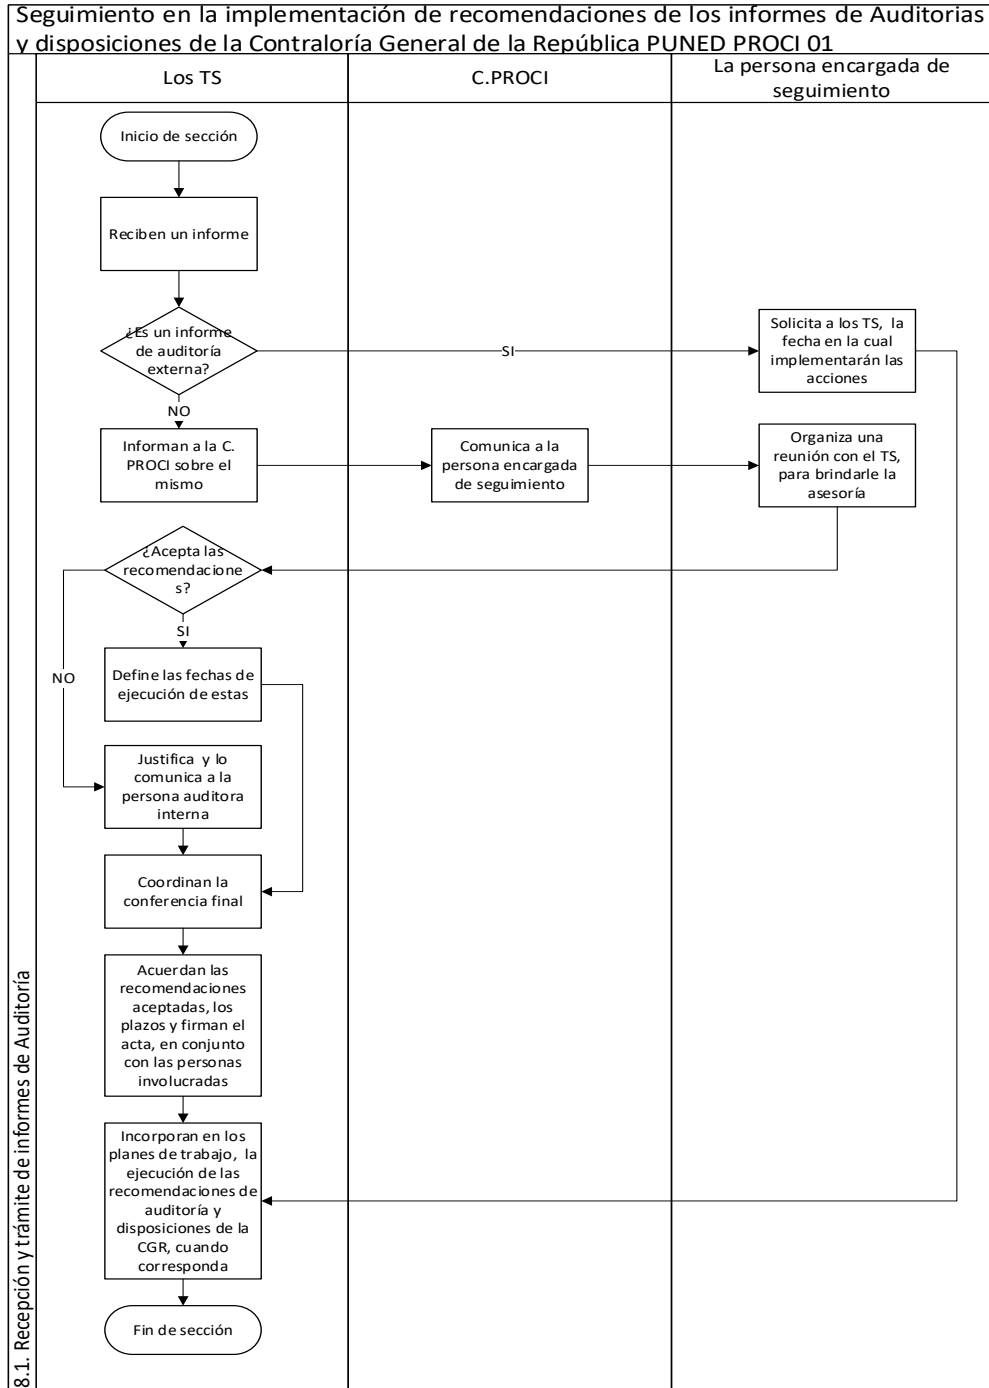 Seguimiento en la implementación de recomendaciones de los informes de Auditorias
y disposiciones de la Contraloría General de la República PUNED PROCI 01
Los TS
C.PROCI
La persona encargada de
seguimiento
8.1. Recepción y trámite de informes de Auditoría
Inicio de sección
Reciben un informe
¿Es un informe
de auditoría
externa?
SI
Solicita a los TS, la
fecha en la cual
implementarán las
acciones
NO
Informan a la C.
PROCI sobre el
mismo
Comunica a la
persona encargada
de seguimiento
Organiza una
reunión con el TS,
para brindarle la
asesoría
¿Acepta las
recomendacione
s?
SI
NO
Define las fechas de
ejecución de estas
Justifica y lo
comunica a la
persona auditora
interna
Coordinan la
conferencia final
Acuerdan las
recomendaciones
aceptadas, los
plazos y firman el
acta, en conjunto
con las personas
involucradas
Incorporan en los
planes de trabajo, la
ejecución de las
recomendaciones de
auditoría y
disposiciones de la
CGR, cuando
corresponda
Fin de sección